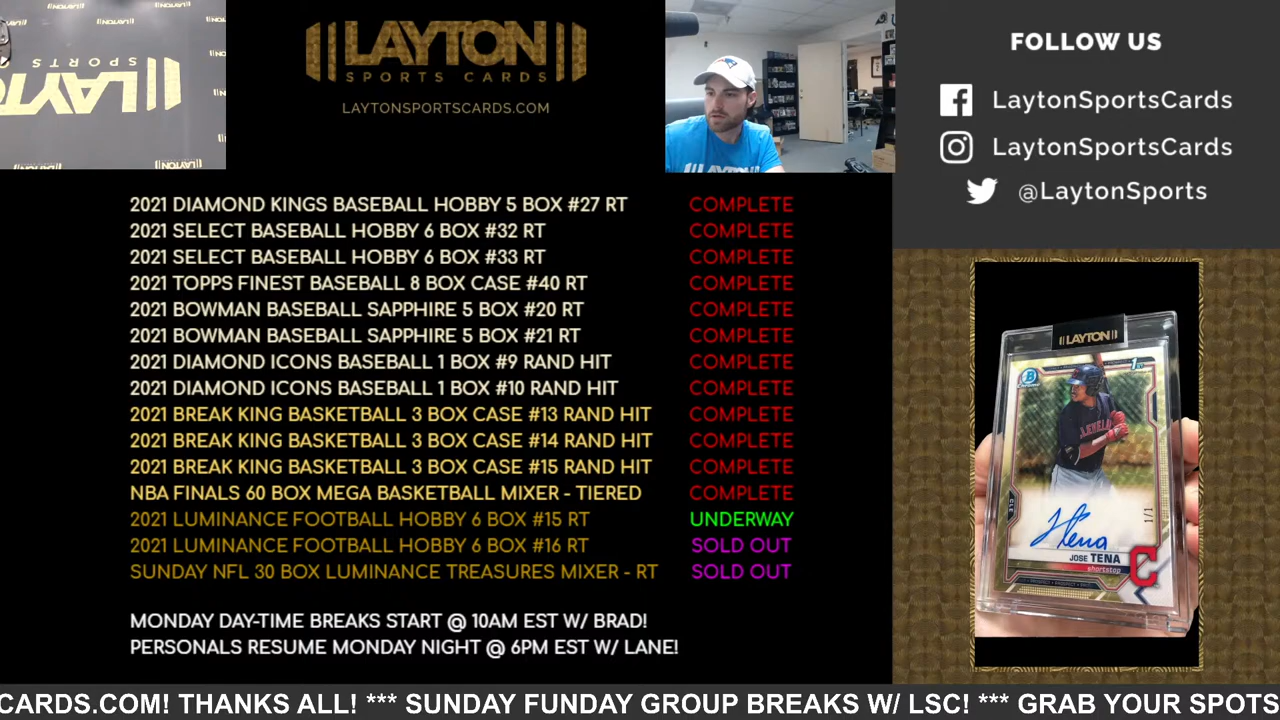 LAYTON
SPORTS CARDS
LAYTONSPORTSCARDS.COM
FOLLOW US
LaytonSportsCards
LaytonSportsCards
@LaytonSports
2021 DIAMOND KINGS BASEBALL HOBBY 5 BOX #27 RT COMPLETE
2021 SELECT BASEBALL HOBBY 6 BOX #32 RT COMPLETE
2021 SELECT BASEBALL HOBBY 6 BOX #33 RT COMPLETE
2021 TOPPS FINEST BASEBALL 8 BOX CASE #40 RT COMPLETE
2021 BOWMAN BASEBALL SAPPHIRE 5 BOX #20 RT COMPLETE
2021 BOWMAN BASEBALL SAPPHIRE 5 BOX #21 RT COMPLETE
2021 DIAMOND ICONS BASEBALL 1 BOX #9 RAND HIT COMPLETE
2021 DIAMOND ICONS BASEBALL 1 BOX #10 RAND HIT COMPLETE
2021 BREAK KING BASKETBALL 3 BOX CASE #13 RAND HIT COMPLETE
2021 BREAK KING BASKETBALL 3 BOX CASE #14 RAND HIT COMPLETE
2021 BREAK KING BASKETBALL 3 BOX CASE #15 RAND HIT COMPLETE
NBA FINALS 60 BOX MEGA BASKETBALL MIXER - TIERED COMPLETE
2021 LUMINANCE FOOTBALL HOBBY 6 BOX #15 RT UNDERWAY
2021 LUMINANCE FOOTBALL HOBBY 6 BOX #16 RT SOLD OUT
SUNDAY NFL 30 BOX LUMINANCE TREASURES MIXER - RT SOLD OUT
MONDAY DAY-TIME BREAKS START @ 10AM EST W/ BRAD!
PERSONALS RESUME MONDAY NIGHT @ 6PM EST W/ LANE!
LAYTON
1st
1/1
CLE
JOSE TENA
shortstop
C
CARDS.COM! THANKS ALL! *** SUNDAY FUNDAY GROUP BREAKS W/ LSC! *** GRAB YOUR SPOTS